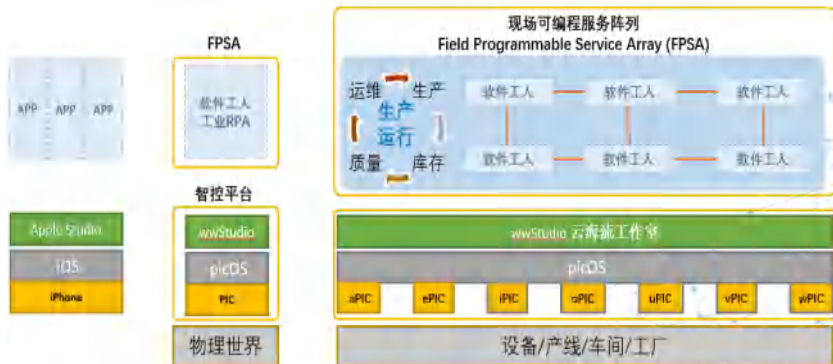 现场可编程服务阵列
FPSA
Field Programmable Service Array (FPSA)
APP APP APP
软件工人
工业RPA
运维 生产
生产
运行
质量 库存
软件工人 软件工人 软件工人
软件工人 软件工人 软件工人
智控平台
Apple Studio
wwStudio
wwStudio 云海流工作室
iOS
picOS
picOS
iPhone
PIC
aPIC ePIC iPIC oPIC uPIC vPIC wPIC
物理世界
设备/产线/车间/工厂